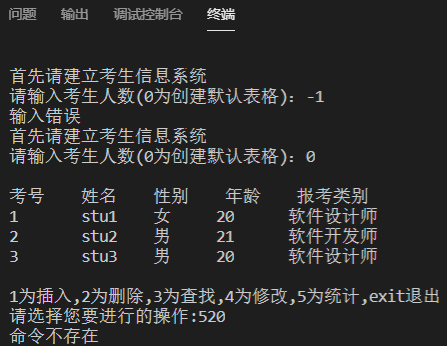 问题 输出 调试控制台 终端
首先请建立考生信息系统
请输入考生人数(0为创建默认表格): -1
输入错误
首先请建立考生信息系统
请输入考生人数(0为创建默认表格): 0
考号 姓名 性别 年龄 报考类别
1 stu1 女 20 软件设计师
2 stu2 男 21 软件开发师
3 stu3 男 20 软件设计师
1为插入,2为删除,3为查找,4为修改,5为统计,exit退出
请选择您要进行的操作:520
命令不存在